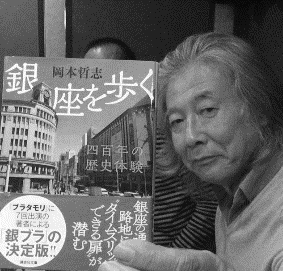 岡本哲志
銀座を歩く
四百年の
歴史体験
銀座の通
路地に
タイムスリップ
できる扉が
潜む
『ブラタモリ』に
7回出演の
著者による
「銀ブラ」の
決定版!!